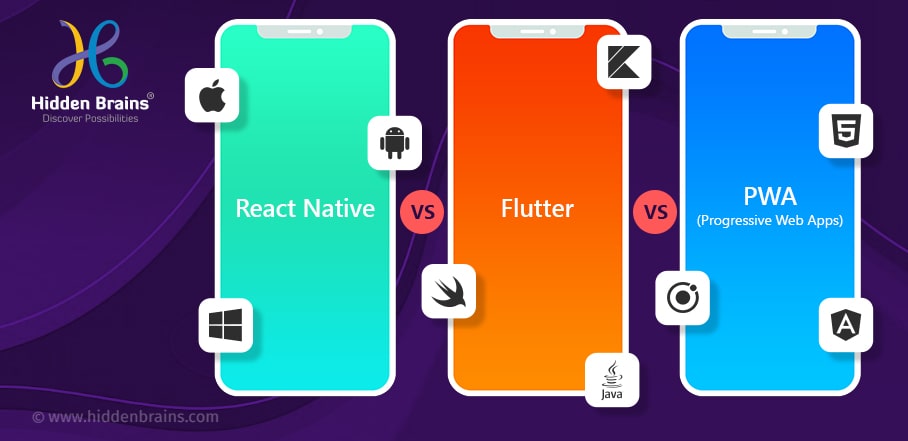 Hidden Brains®
Discover Possibilities
React Native
VS
Flutter
VS
PWA
(Progressive Web Apps)
5
A
Java
© www.hiddenbrains.com